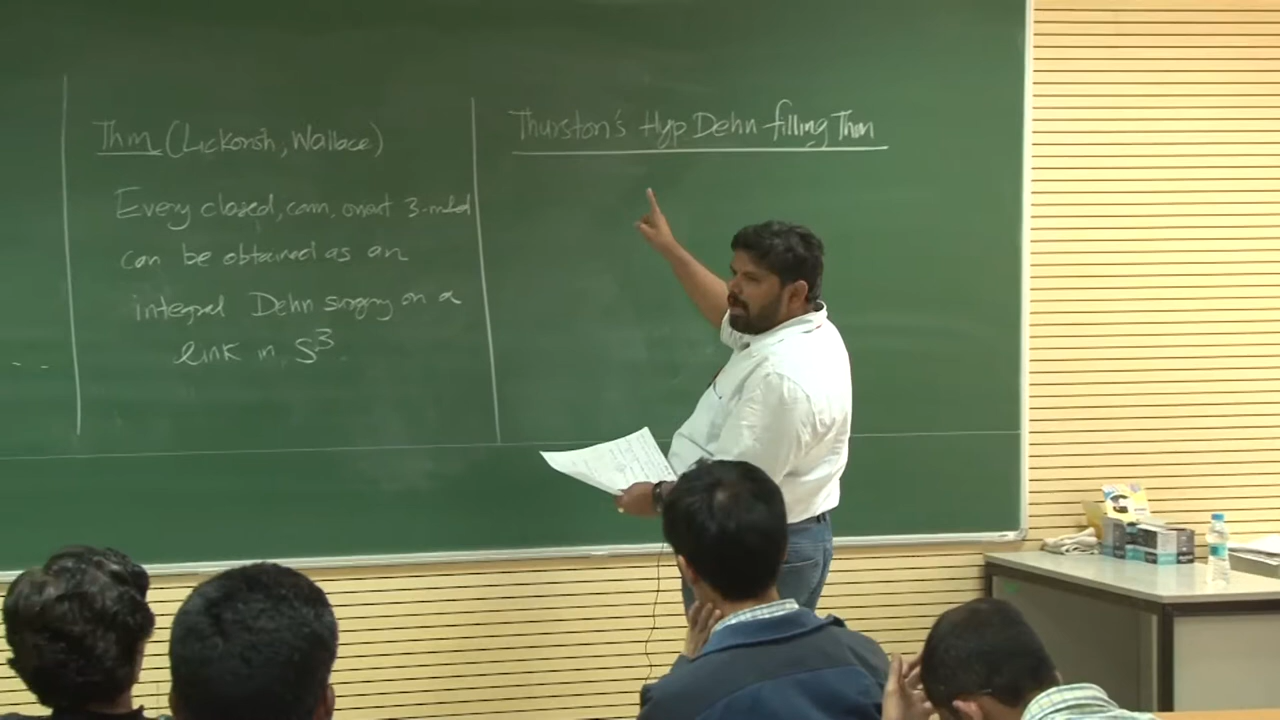 Thm (Lickorish, Wallace)
Every closed, conn, orient 3-mfd
can be obtained as an
integral Dehn surgery on a
link in S³.
Thurston's Hyp Dehn filling Thm